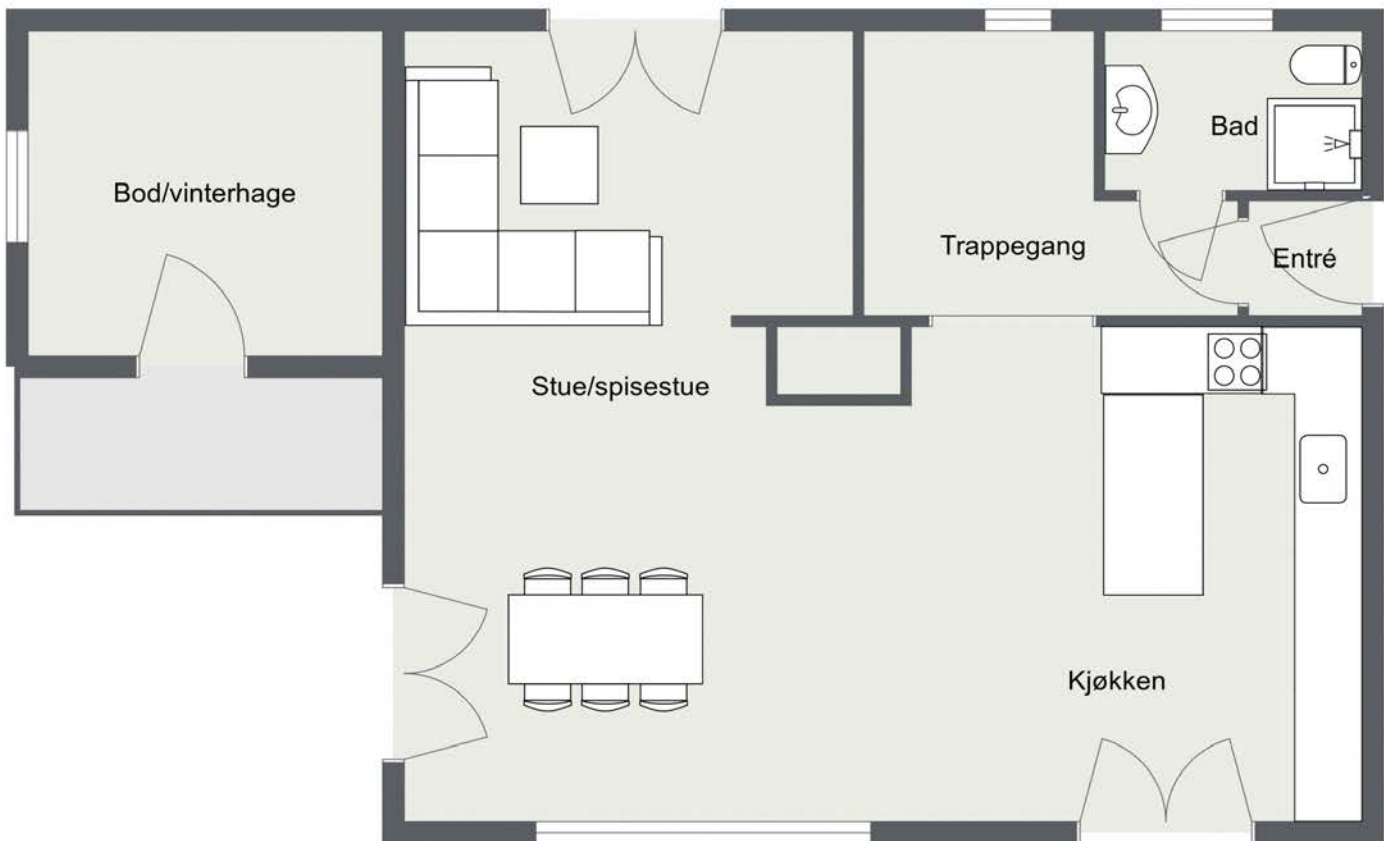 Bod/vinterhage
Bad
Trappegang
Entré
Stue/spisestue
Kjøkken